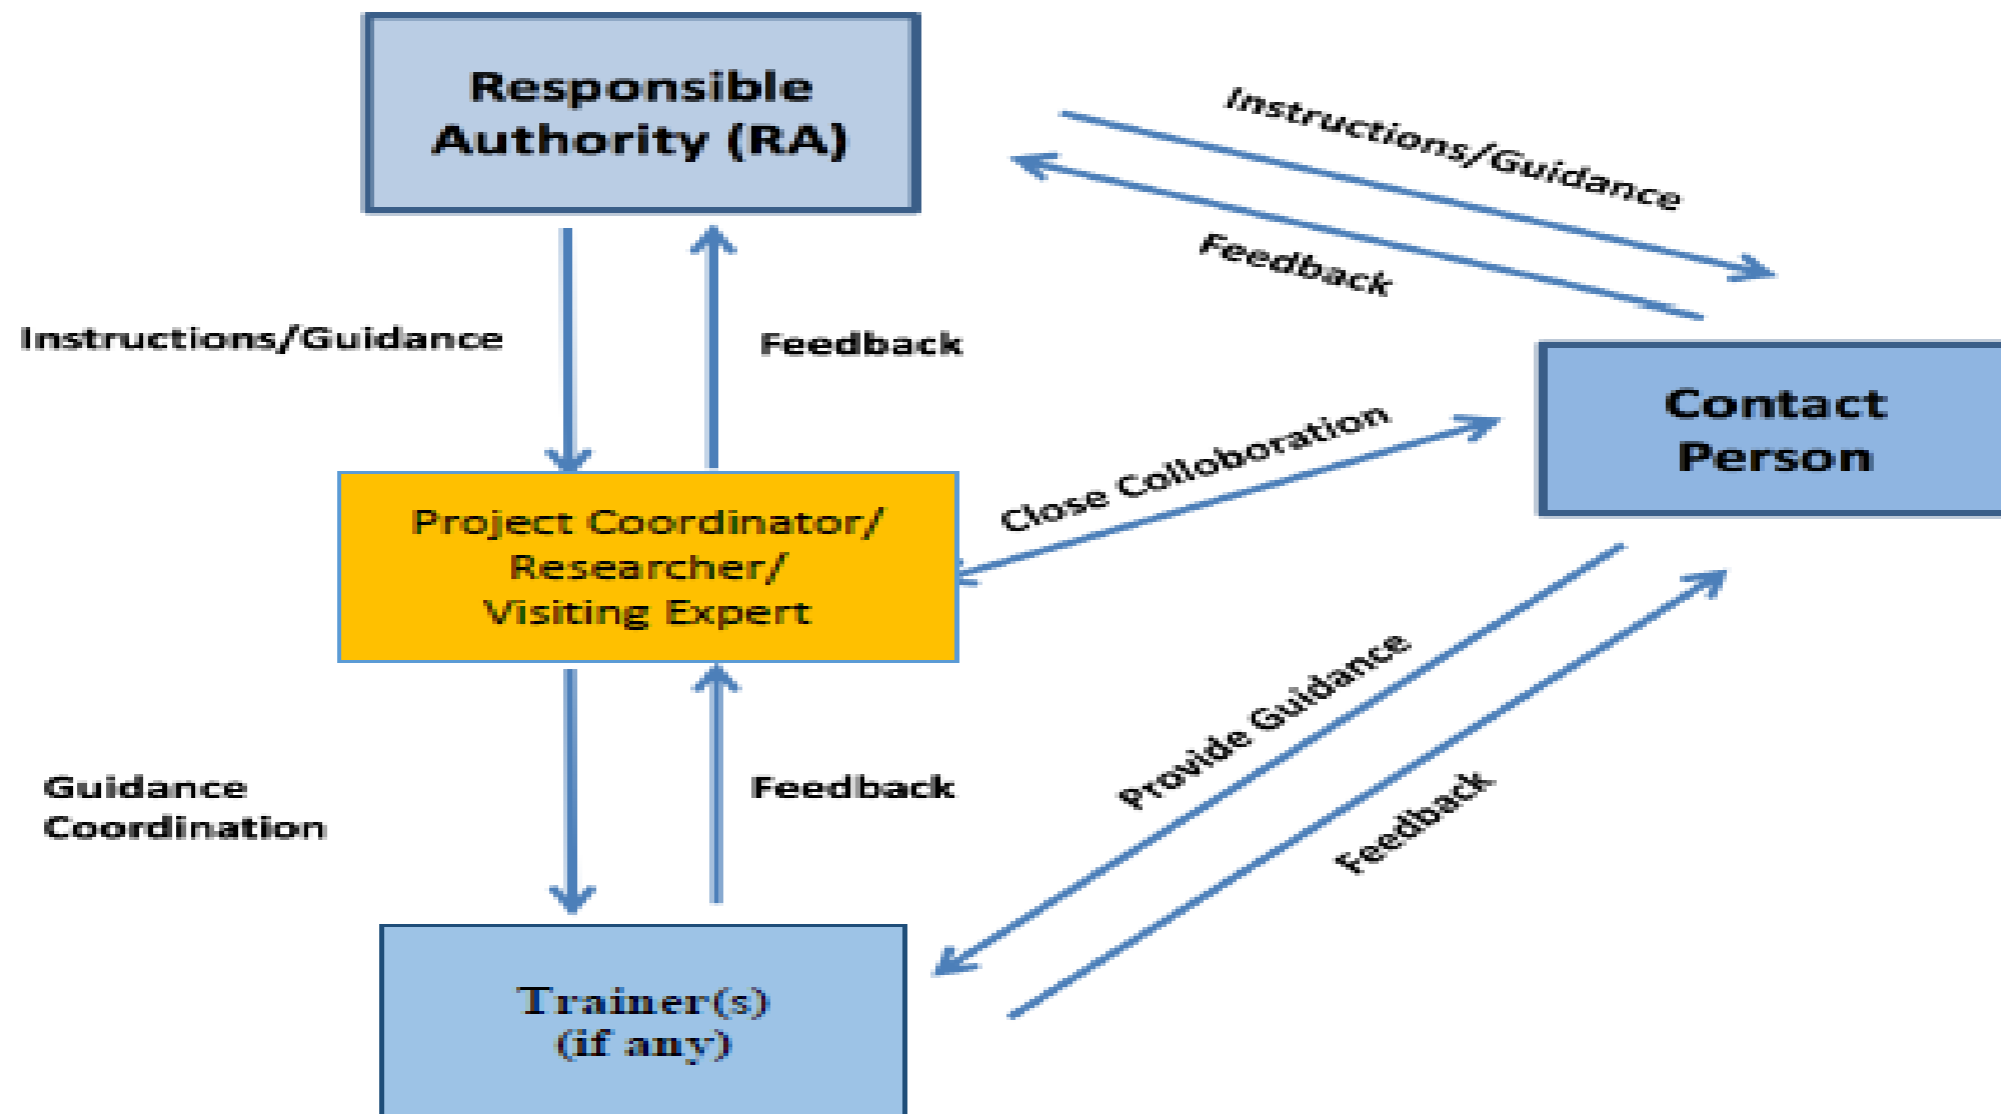 Responsible
Authority (RA)
Instructions/Guidance
Feedback
Instructions/Guidance
Feedback
Contact
Person
Close Colloboration
Project Coordinator/
Researcher/
Visiting Expert
Provide Guidance
Feedback
Guidance
Coordination
Feedback
Trainer(s)
(if any)